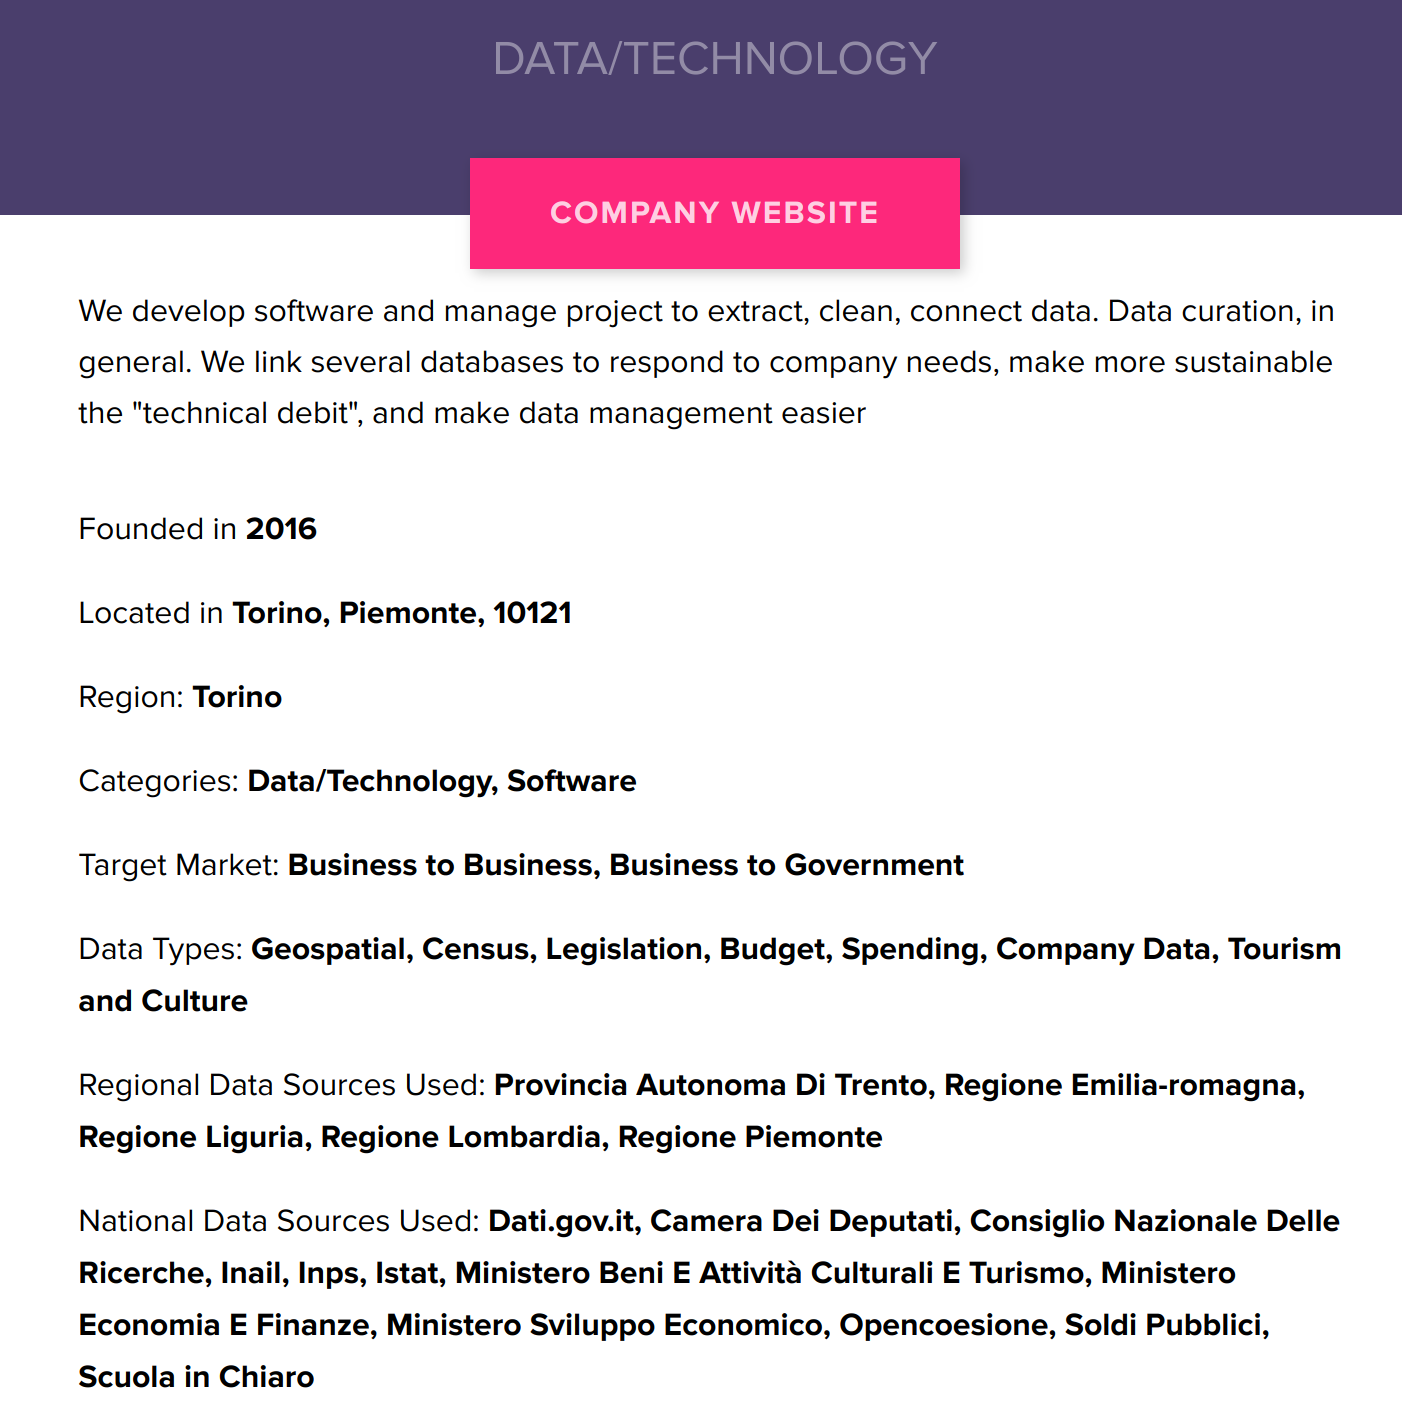 DATA/TECHNOLOGY
COMPANY WEBSITE
We develop software and manage project to extract, clean, connect data. Data curation, in
general. We link several databases to respond to company needs, make more sustainable
the "technical debit", and make data management easier
Founded in 2016
Located in Torino, Piemonte, 10121
Region: Torino
Categories: Data/Technology, Software
Target Market: Business to Business, Business to Government
Data Types: Geospatial, Census, Legislation, Budget, Spending, Company Data, Tourism
and Culture
Regional Data Sources Used: Provincia Autonoma Di Trento, Regione Emilia-romagna,
Regione Liguria, Regione Lombardia, Regione Piemonte
National Data Sources Used: Dati.gov.it, Camera Dei Deputati, Consiglio Nazionale Delle
Ricerche, Inail, Inps, Istat, Ministero Beni E Attività Culturali E Turismo, Ministero
Economia E Finanze, Ministero Sviluppo Economico, Opencoesione, Soldi Pubblici,
Scuola in Chiaro